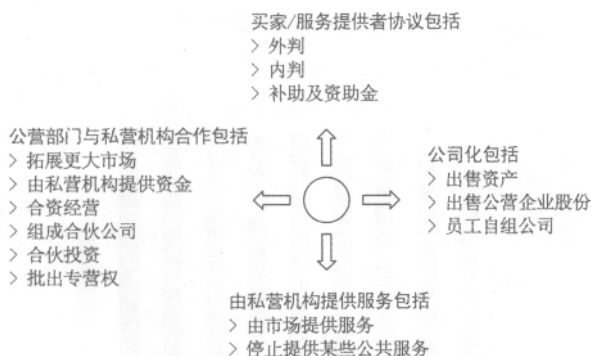 买家/服务提供者协议包括
> 外判
> 内判
> 补助及资助金
公营部门与私营机构合作包括
> 拓展更大市场
> 由私营机构提供资金
> 合资经营
> 组成合伙公司
> 合伙投资
> 批出专营权
公司化包括
> 出售资产
> 出售公营企业股份
> 员工自组公司
由私营机构提供服务包括
> 由市场提供服务
> 停止提供某些公共服务